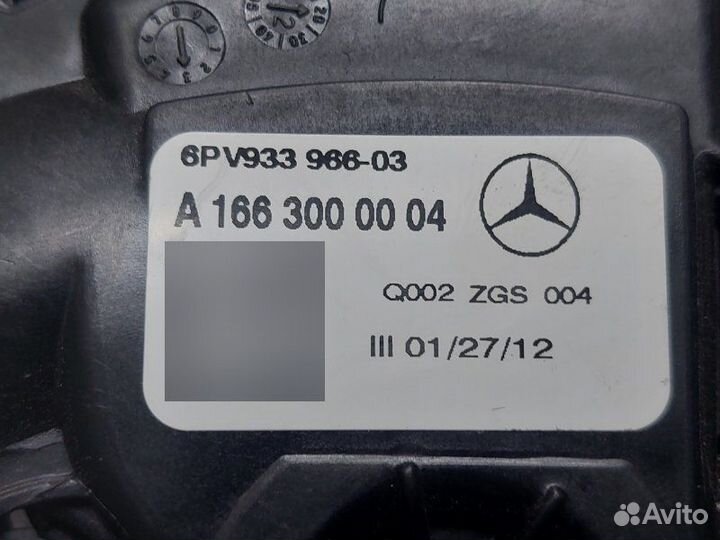 6PV933 966-03
A 166 300 00 04
Q002 ZGS 004
III 01/27/12
Avito